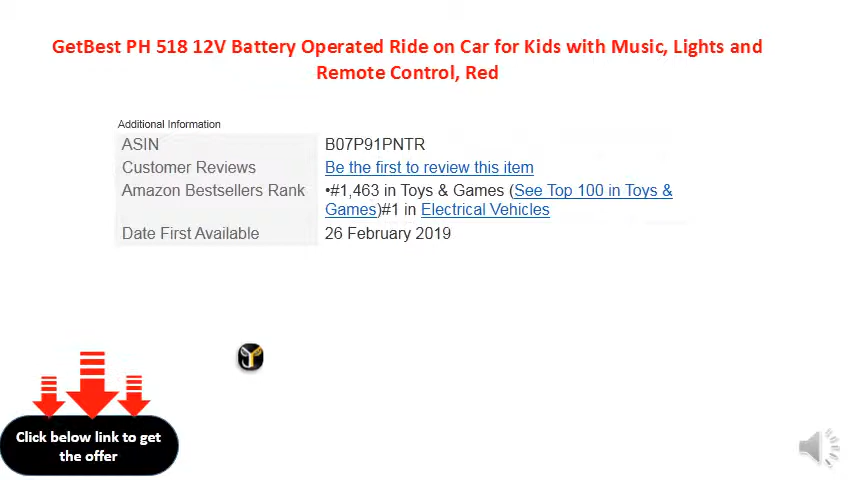 GetBest PH 518 12V Battery Operated Ride on Car for Kids with Music, Lights and
Remote Control, Red
Additional Information
ASIN B07P91PNTR
Customer Reviews Be the first to review this item
Amazon Bestsellers Rank •#1,463 in Toys & Games (See Top 100 in Toys &
Games)#1 in Electrical Vehicles
Date First Available 26 February 2019
Click below link to get
the offer